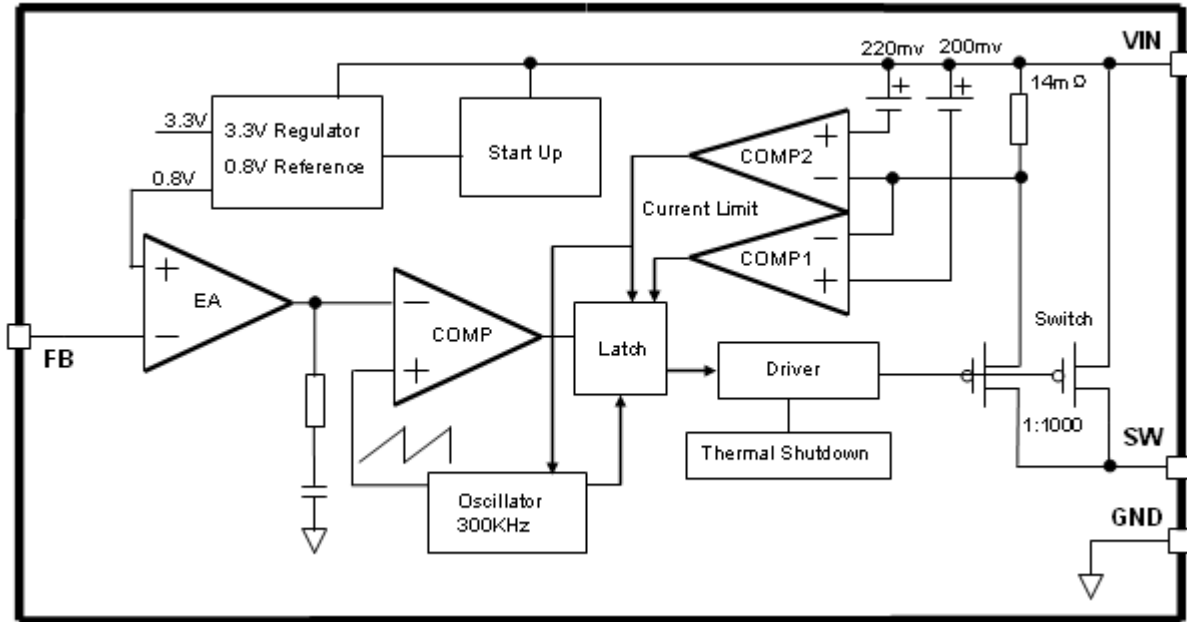 220mv
200mv
VIN
14mΩ
3.3V
3.3V Regulator
0.8V Reference
Start Up
COMP2
0.8V
Current Limit
COMP1
EA
COMP
Switch
FB
Latch
Driver
1:1000
SW
Thermal Shutdown
Oscillator
300KHz
GND
+
−
+
−
−
+
+
−
+
+